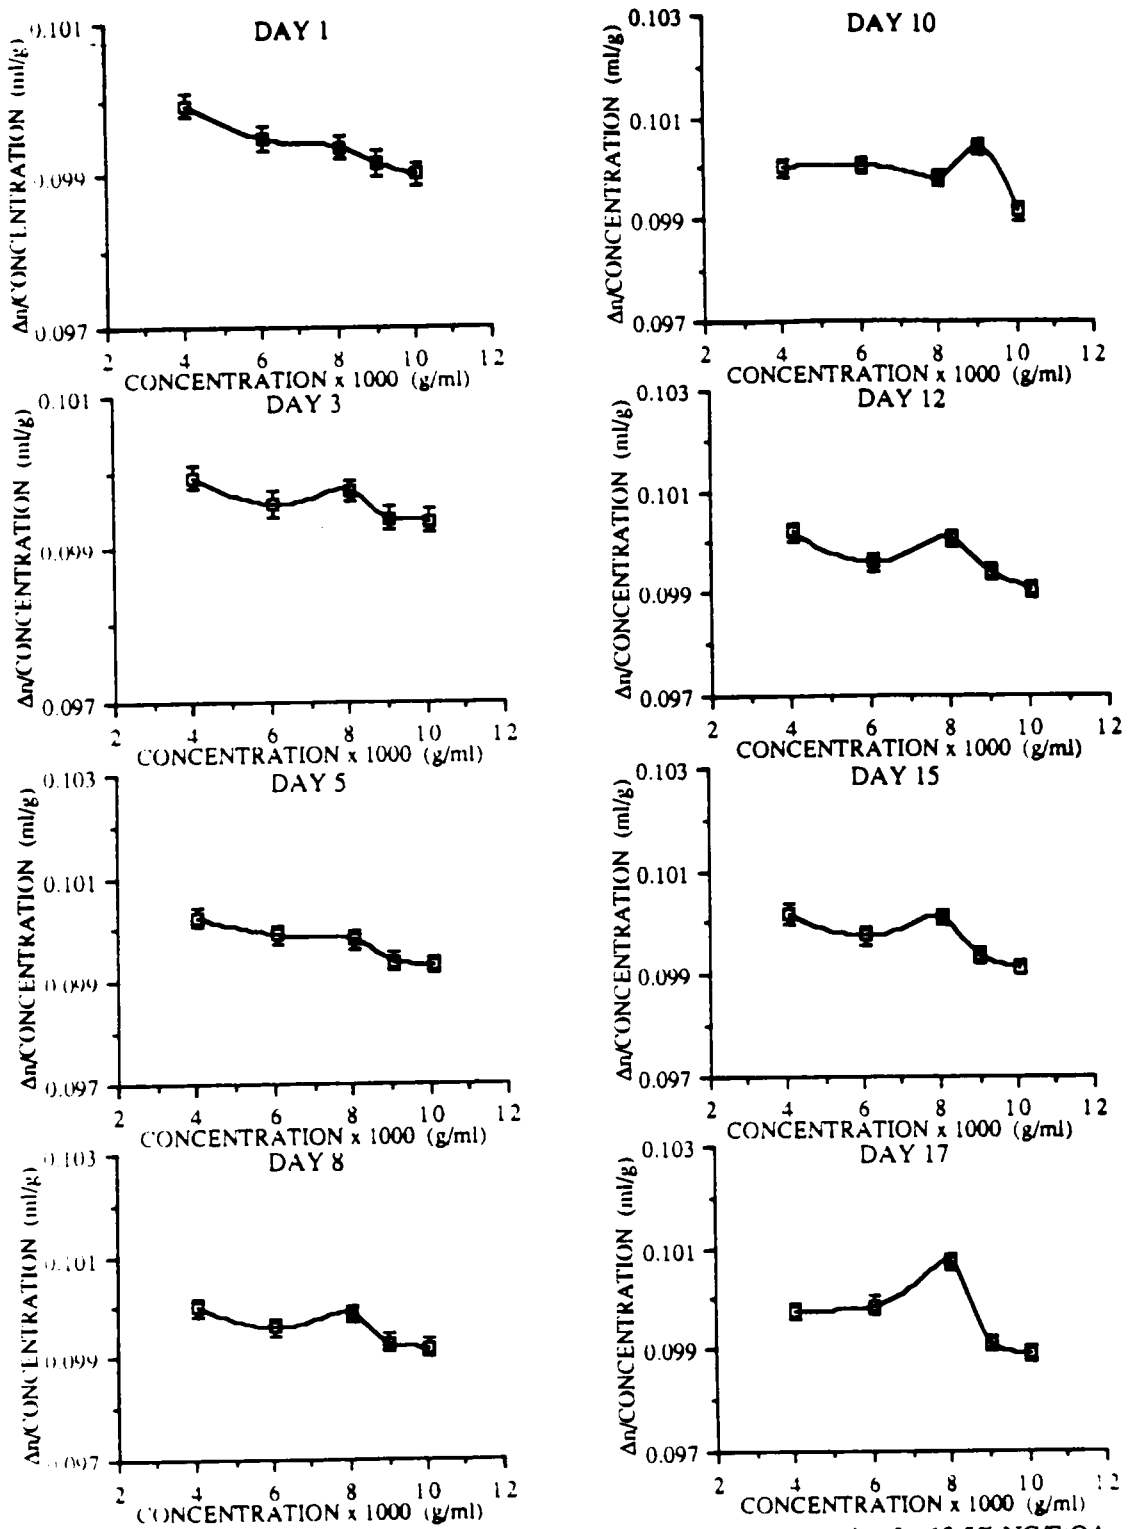 DAY 1
Δn/CONCENTRATION (ml/g)
0.101
0.099
0.097
2 4 6 8 10 12
CONCENTRATION x 1000 (g/ml)
DAY 3
Δn/CONCENTRATION (ml/g)
0.101
0.099
0.097
2 4 6 8 10 12
CONCENTRATION x 1000 (g/ml)
DAY 5
Δn/CONCENTRATION (ml/g)
0.103
0.101
0.099
0.097
2 4 6 8 10 12
CONCENTRATION x 1000 (g/ml)
DAY 8
Δn/CONCENTRATION (ml/g)
0.103
0.101
0.099
0.097
2 4 6 8 10 12
CONCENTRATION x 1000 (g/ml)
DAY 10
Δn/CONCENTRATION (ml/g)
0.103
0.101
0.099
0.097
2 4 6 8 10 12
CONCENTRATION x 1000 (g/ml)
DAY 12
Δn/CONCENTRATION (ml/g)
0.103
0.101
0.099
0.097
2 4 6 8 10 12
CONCENTRATION x 1000 (g/ml)
DAY 15
Δn/CONCENTRATION (ml/g)
0.103
0.101
0.099
0.097
2 4 6 8 10 12
CONCENTRATION x 1000 (g/ml)
DAY 17
Δn/CONCENTRATION (ml/g)
0.103
0.101
0.099
0.097
2 4 6 8 10 12
CONCENTRATION x 1000 (g/ml)